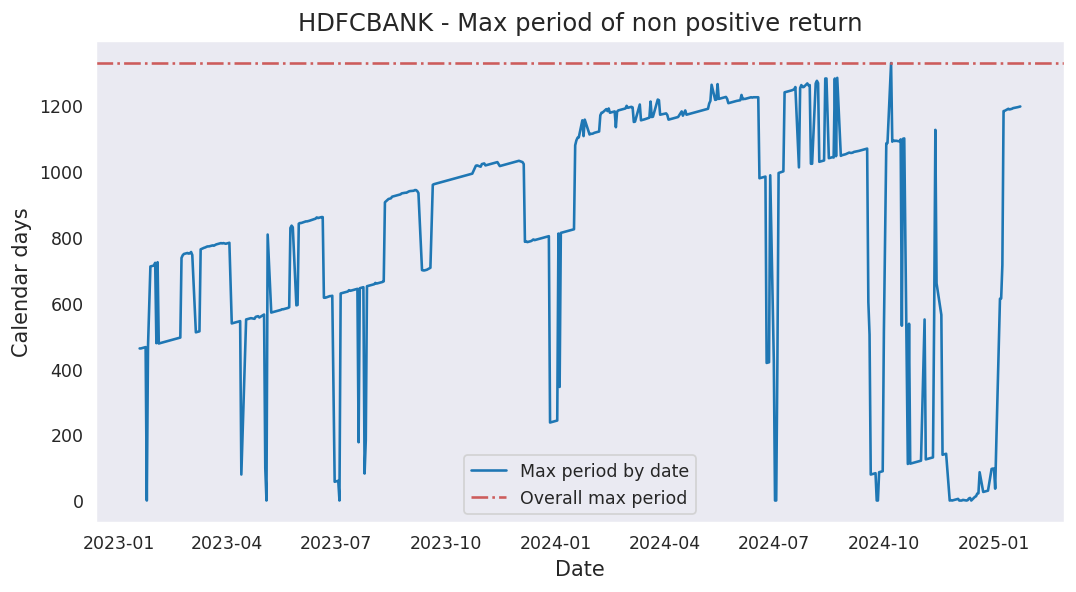 HDFCBANK - Max period of non positive return
Calendar days
1200
1000
800
600
400
200
0
Max period by date
Overall max period
2023-01 2023-04 2023-07 2023-10 2024-01 2024-04 2024-07 2024-10 2025-01
Date